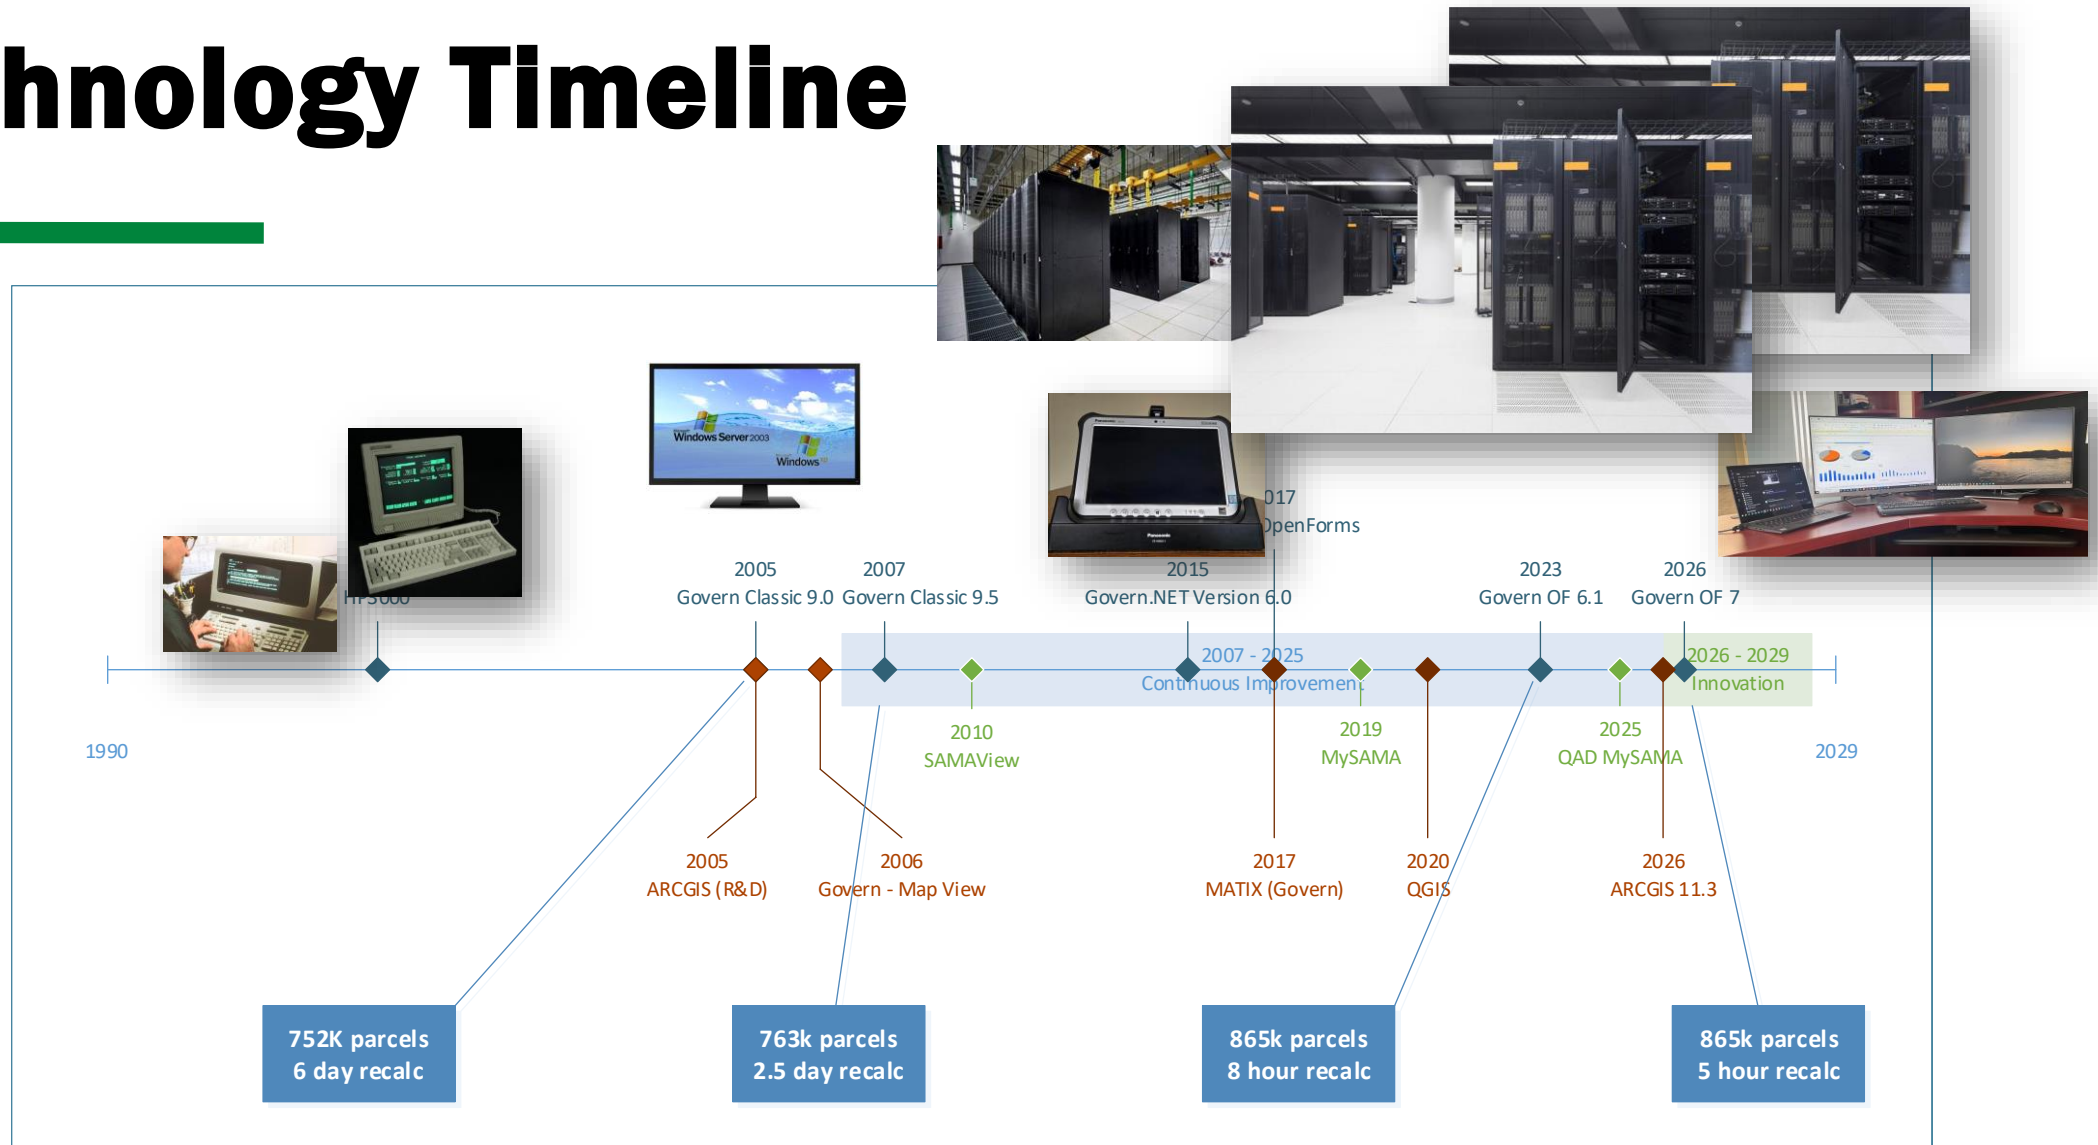 hnology Timeline
Windows Server 2003
Windows
017
OpenForms
2005
Govern Classic 9.0
2007
Govern Classic 9.5
2015
Govern.NET Version 6.0
2023
Govern OF 6.1
2026
Govern OF 7
2007 - 2025
Continuous Improvement
2026 - 2029
Innovation
1990
2010
SAMAView
2019
MySAMA
2025
QAD MySAMA
2029
2005
ARCGIS (R&D)
2006
Govern - Map View
2017
MATIX (Govern)
2020
QGIS
2026
ARCGIS 11.3
752K parcels
6 day recalc
763k parcels
2.5 day recalc
865k parcels
8 hour recalc
865k parcels
5 hour recalc